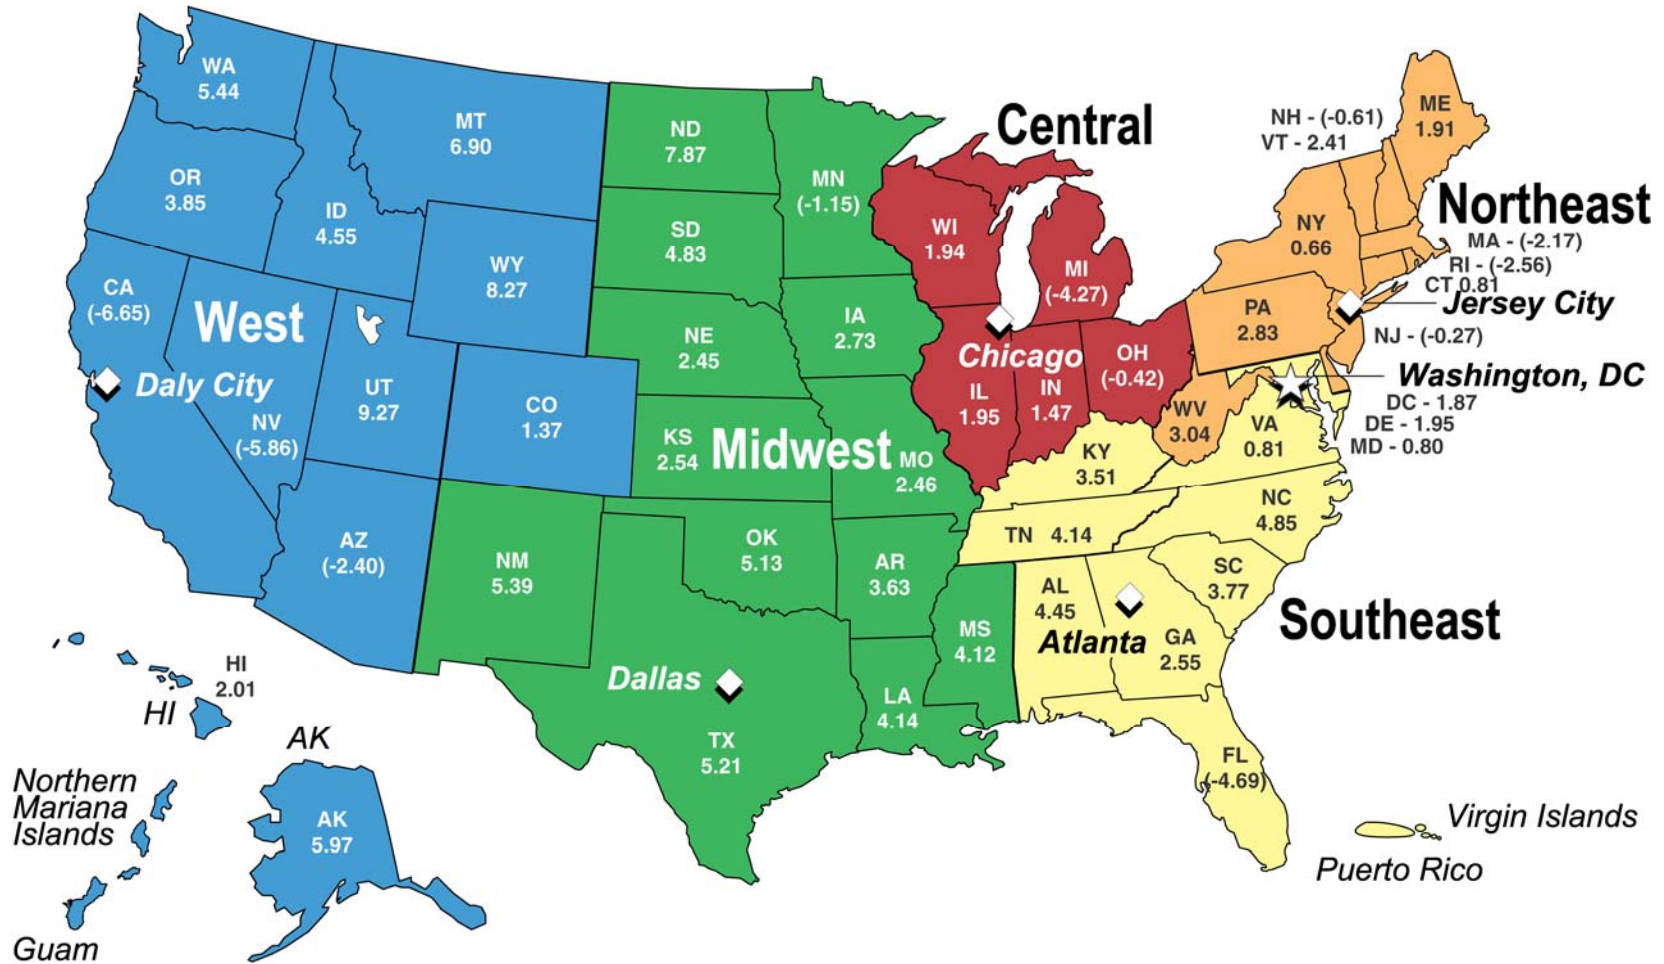 WA
5.44
MT
6.90
OR
3.85
ID
4.55
WY
8.27
CA
(-6.65)
West
Daly City
NV
(-5.86)
UT
9.27
CO
1.37
AZ
(-2.40)
HI
2.01
HI
AK
AK
5.97
Northern
Mariana
Islands
Guam
ND
7.87
MN
(-1.15)
SD
4.83
NE
2.45
IA
2.73
KS
2.54
Midwest
MO
2.46
NM
5.39
OK
5.13
AR
3.63
MS
4.12
LA
4.14
Dallas
TX
5.21
Central
WI
1.94
MI
(-4.27)
Chicago
IL
1.95
IN
1.47
OH
(-0.42)
ME
1.91
NH - (-0.61)
VT - 2.41
Northeast
NY
0.66
MA - (-2.17)
RI - (-2.56)
CT 0.81
Jersey City
PA
2.83
NJ - (-0.27)
Washington, DC
DC - 1.87
DE - 1.95
MD - 0.80
WV
3.04
VA
0.81
KY
3.51
NC
4.85
TN 4.14
SC
3.77
AL
4.45
Atlanta
GA
2.55
Southeast
FL
(-4.69)
Virgin Islands
Puerto Rico